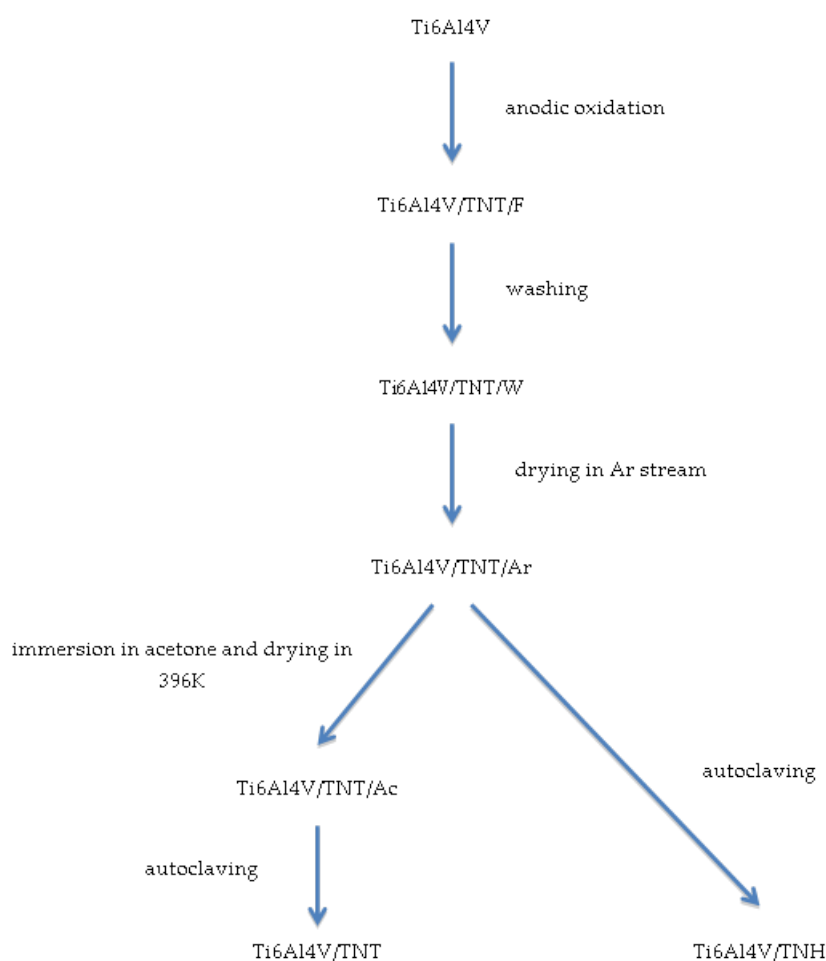 Ti6Al4V
anodic oxidation
Ti6Al4V/TNT/F
washing
Ti6Al4V/TNT/W
drying in Ar stream
Ti6Al4V/TNT/Ar
immersion in acetone and drying in
396K
autoclaving
Ti6Al4V/TNT/Ac
autoclaving
Ti6Al4V/TNT
Ti6Al4V/TNH